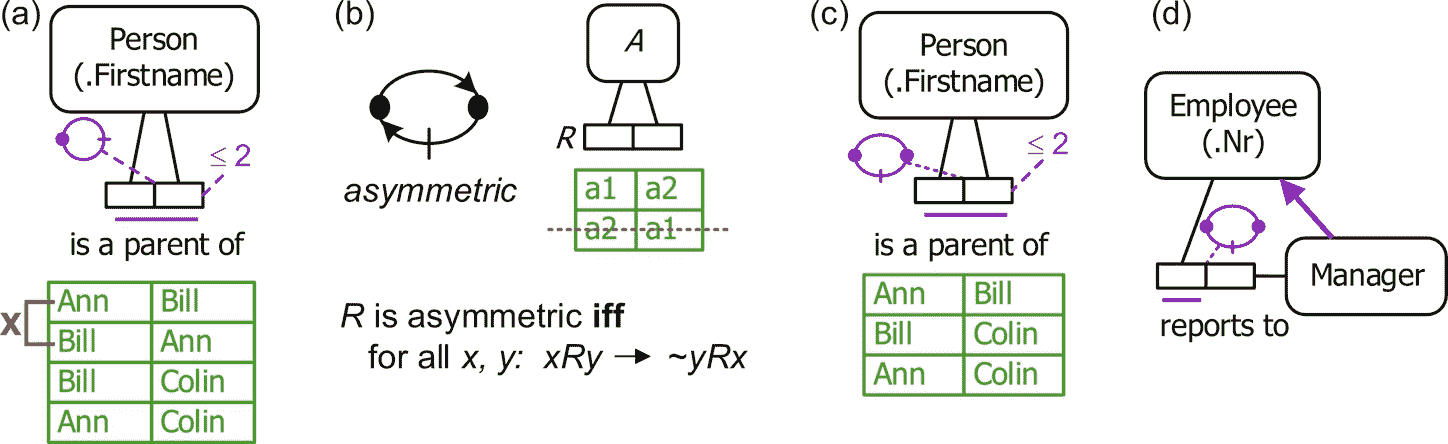 (a)
Person
(.Firstname)
≤ 2
is a parent of
x
Ann Bill
Bill Ann
Bill Colin
Ann Colin
(b)
A
R
asymmetric
a1 a2
a2 a1
R is asymmetric iff
for all x, y: xRy → ~yRx
(c)
Person
(.Firstname)
≤ 2
is a parent of
Ann Bill
Bill Colin
Ann Colin
(d)
Employee
(.Nr)
Manager
reports to